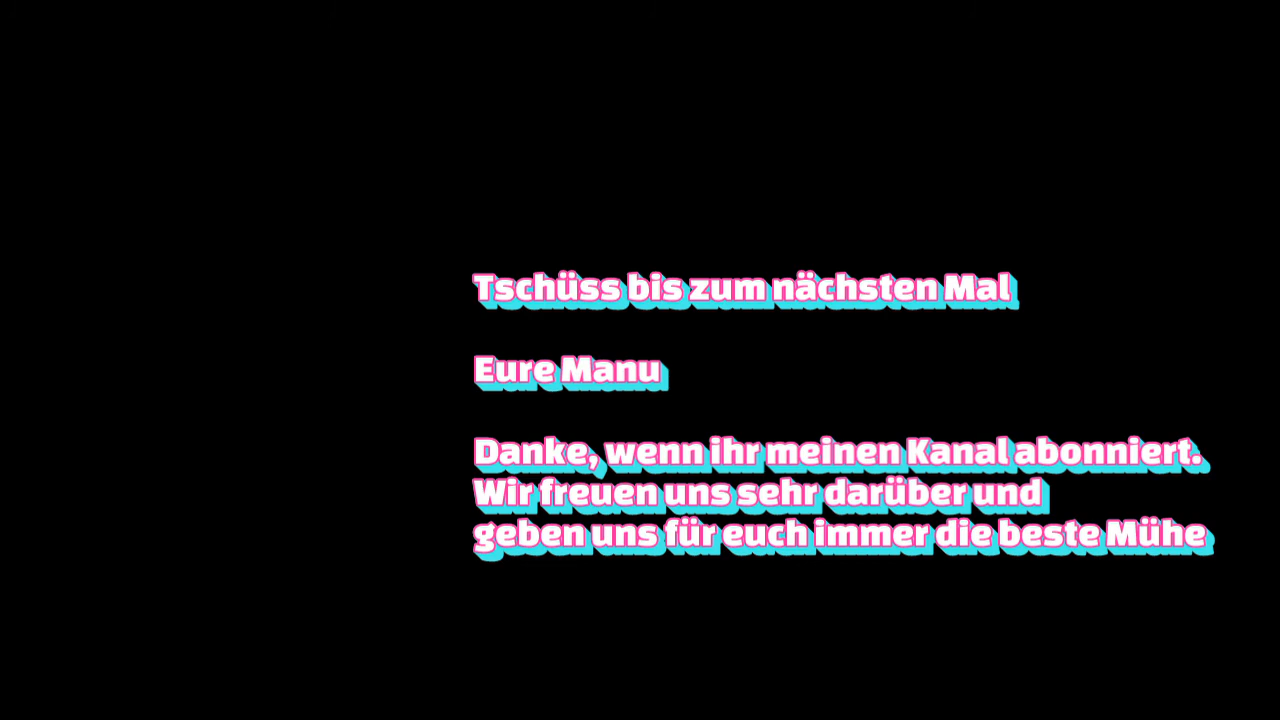 Tschüss bis zum nächsten Mal
Eure Manu
Danke, wenn ihr meinen Kanal abonniert.
Wir freuen uns sehr darüber und
geben uns für euch immer die beste Mühe